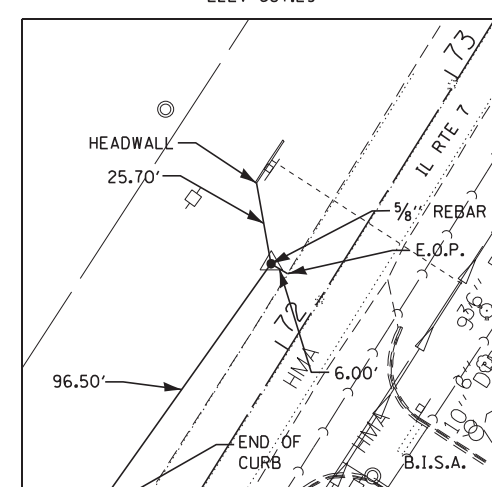 173
IL RTE 7
HEADWALL
25.70'
5/8'' REBAR
E.O.P.
172
HMA
6.00'
96.50'
HMA
END OF
CURB
B.I.S.A.